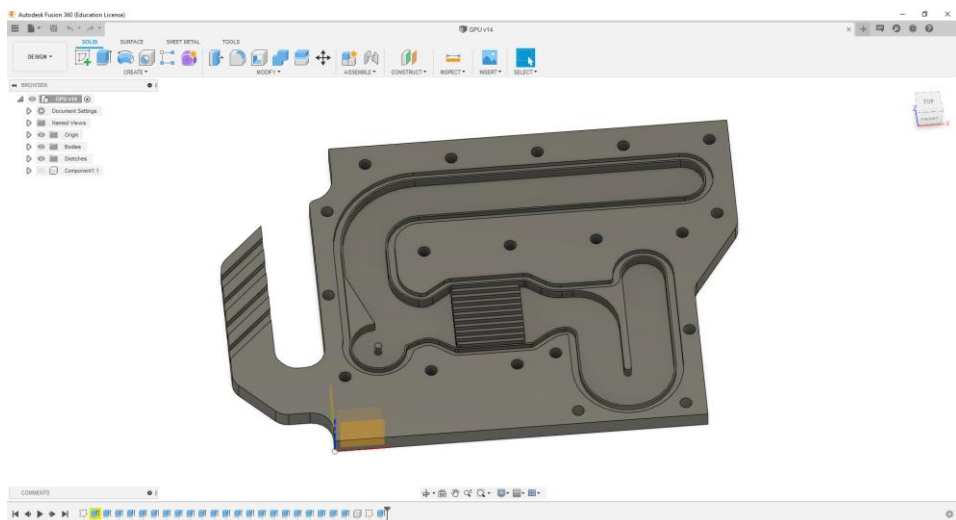 Autodesk Fusion 360 (Education License)
GPU v14
DESIGN
SOLID
SURFACE
SHEET METAL
TOOLS
CREATE
MODIFY
ASSEMBLE
CONSTRUCT
INSPECT
INSERT
SELECT
BROWSER
GPU v14
Document Settings
Named Views
Origin
Bodies
Sketches
Component1:1
TOP
FRONT
COMMENTS